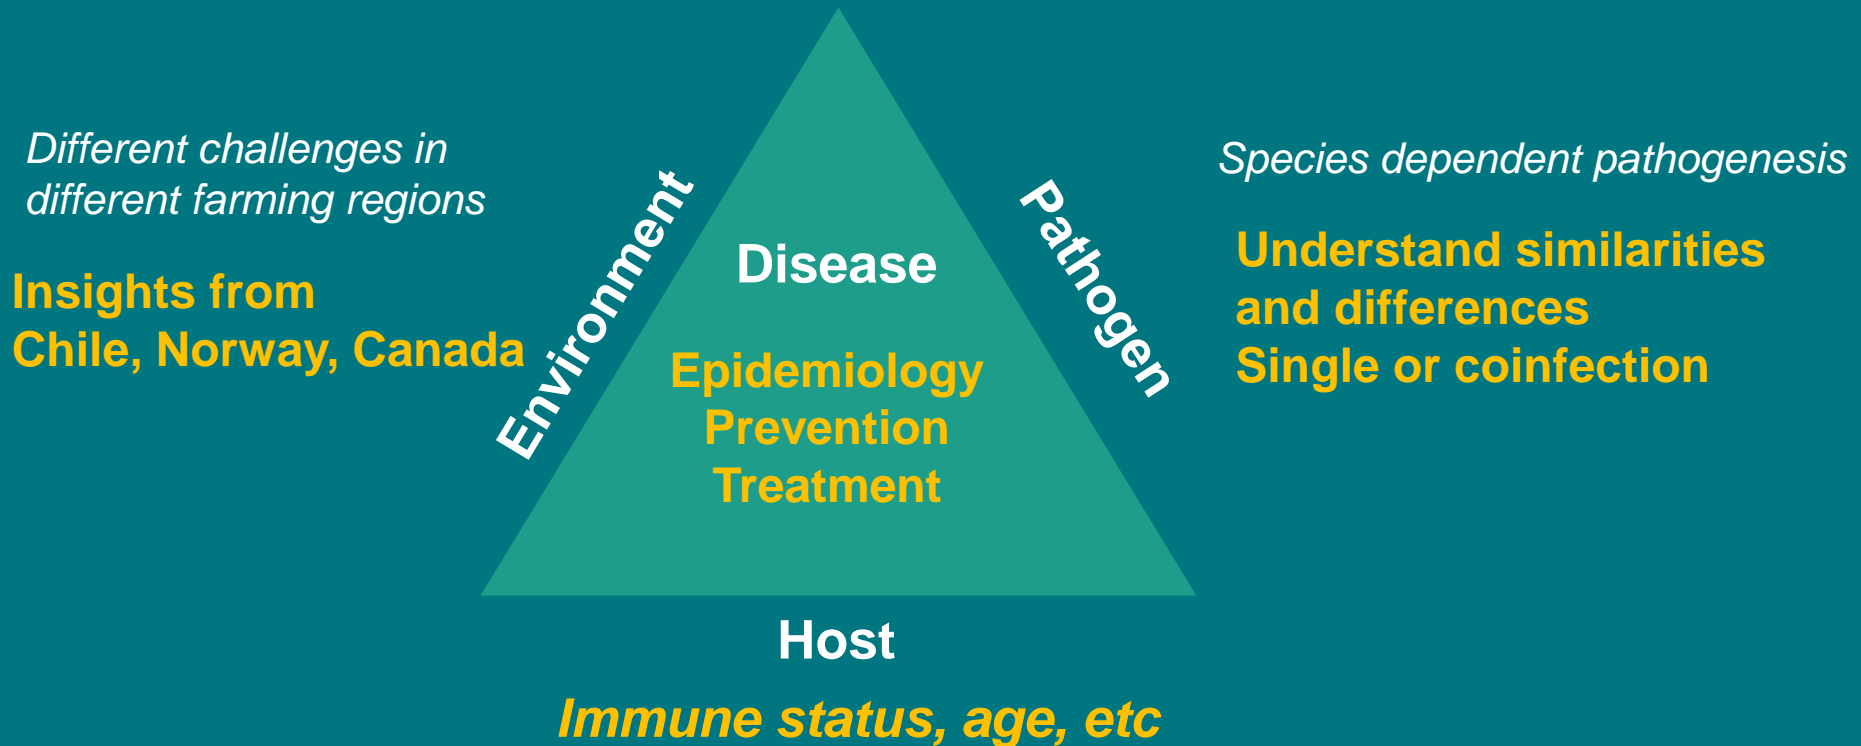 Different challenges in
different farming regions
Insights from
Chile, Norway, Canada
Environment
Disease
Epidemiology
Prevention
Treatment
Pathogen
Species dependent pathogenesis
Understand similarities
and differences
Single or coinfection
Host
Immune status, age, etc